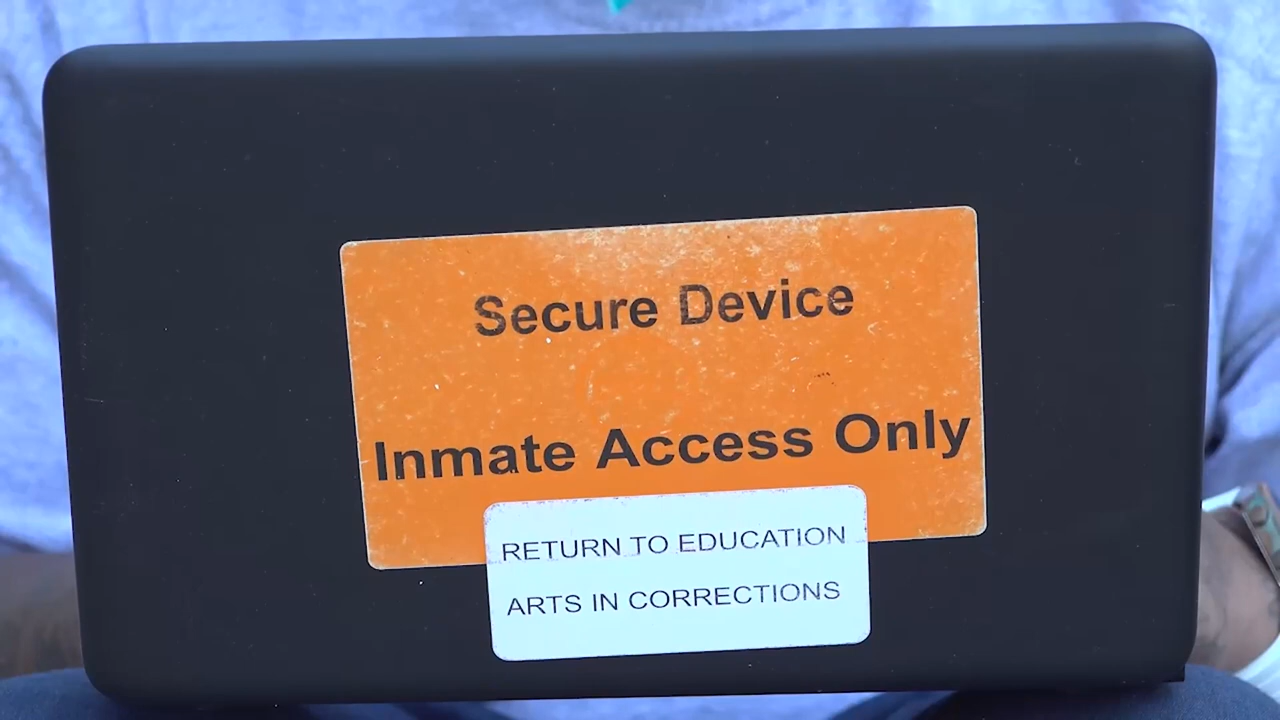 Secure Device
Inmate Access Only
RETURN TO EDUCATION
ARTS IN CORRECTIONS